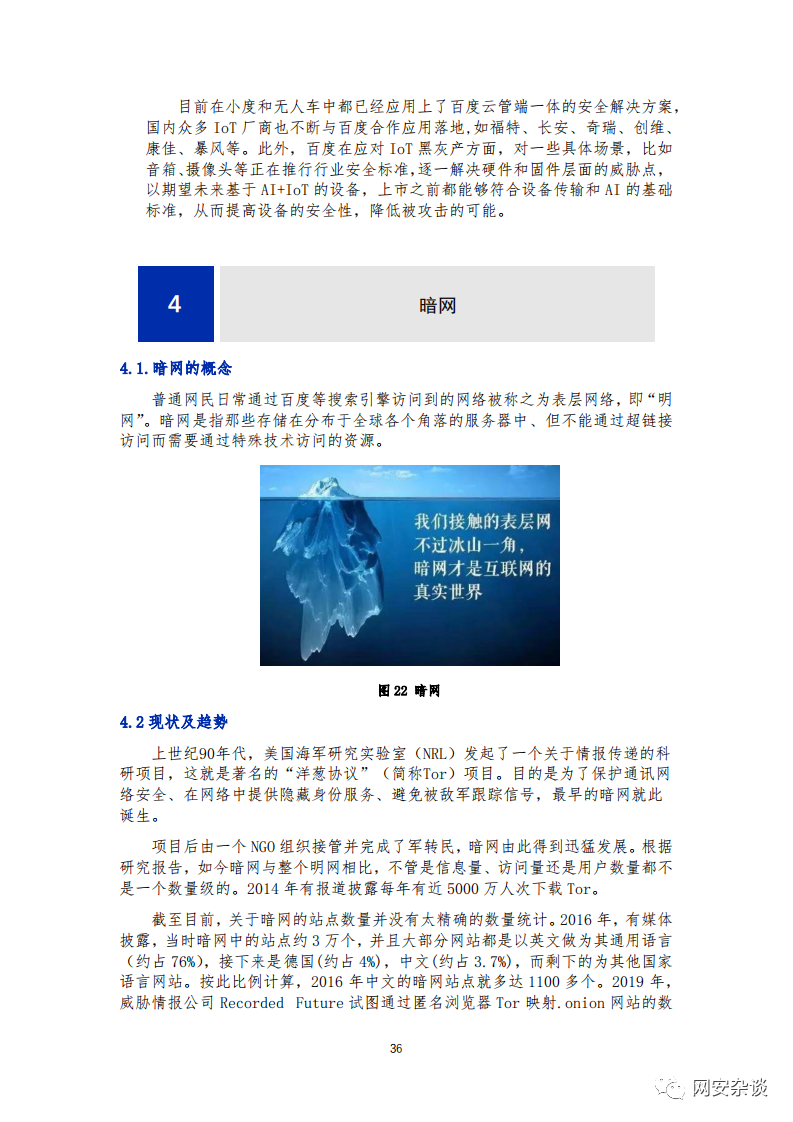 目前在小度和无人车中都已经应用上了百度云管端一体的安全解决方案，
国内众多 IoT 厂商也不断与百度合作应用落地,如福特、长安、奇瑞、创维、
康佳、暴风等。此外，百度在应对 IoT 黑灰产方面，对一些具体场景，比如
音箱、摄像头等正在推行行业安全标准,逐一解决硬件和固件层面的威胁点，
以期望未来基于 AI+IoT 的设备，上市之前都能够符合设备传输和 AI 的基础
标准，从而提高设备的安全性，降低被攻击的可能。
4
暗网
4.1.暗网的概念
普通网民日常通过百度等搜索引擎访问到的网络被称之为表层网络，即“明
网”。暗网是指那些存储在分布于全球各个角落的服务器中、但不能通过超链接
访问而需要通过特殊技术访问的资源。
我们接触的表层网
不过冰山一角，
暗网才是互联网的
真实世界
图 22 暗网
4.2 现状及趋势
上世纪90年代，美国海军研究实验室（NRL）发起了一个关于情报传递的科
研项目，这就是著名的“洋葱协议”（简称Tor）项目。目的是为了保护通讯网
络安全、在网络中提供隐藏身份服务、避免被敌军跟踪信号，最早的暗网就此
诞生。
项目后由一个 NGO 组织接管并完成了军转民，暗网由此得到迅猛发展。根据
研究报告，如今暗网与整个明网相比，不管是信息量、访问量还是用户数量都不
是一个数量级的。2014 年有报道披露每年有近 5000 万人次下载 Tor。
截至目前，关于暗网的站点数量并没有太精确的数量统计。2016 年，有媒体
披露，当时暗网中的站点约 3 万个，并且大部分网站都是以英文做为其通用语言
（约占 76%），接下来是德国(约占 4%)，中文(约占 3.7%)，而剩下的为其他国家
语言网站。按此比例计算，2016 年中文的暗网站点就多达 1100 多个。2019 年，
威胁情报公司 Recorded Future 试图通过匿名浏览器 Tor 映射.onion 网站的数
36
网安杂谈